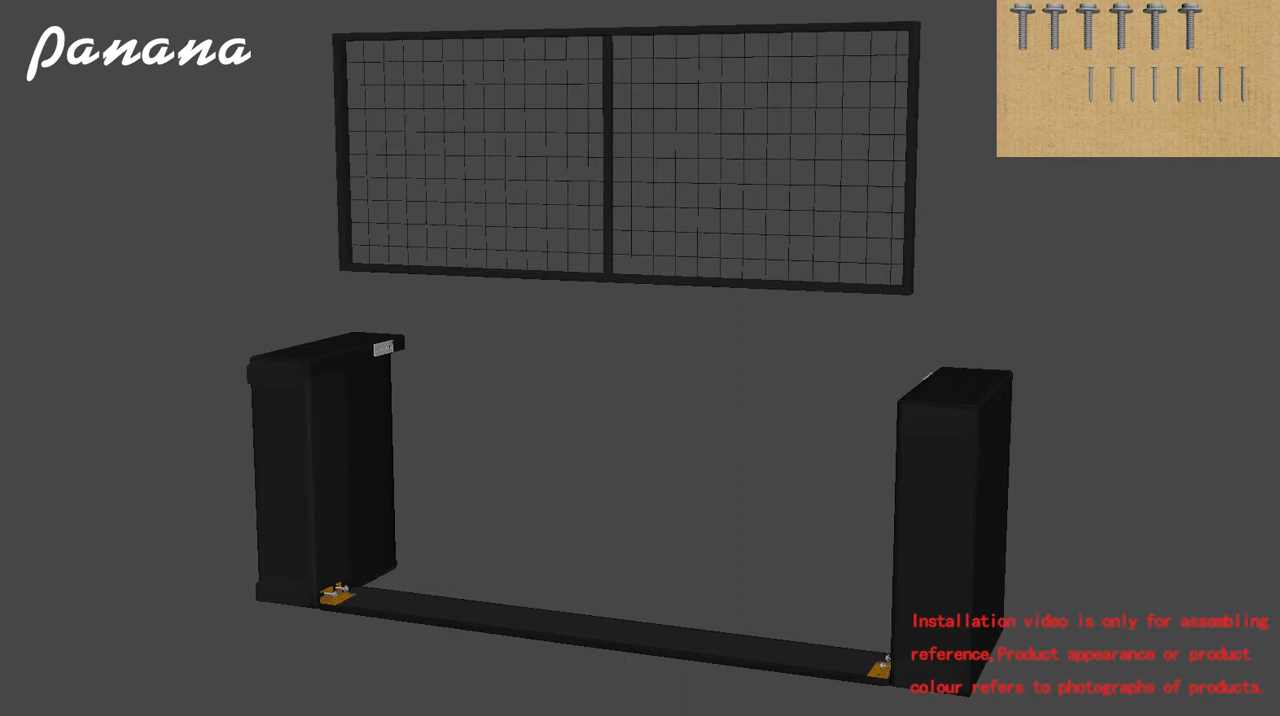 Panana
Installation video is only for assembling
reference,Product appearance or product
colour refers to photographs of products.